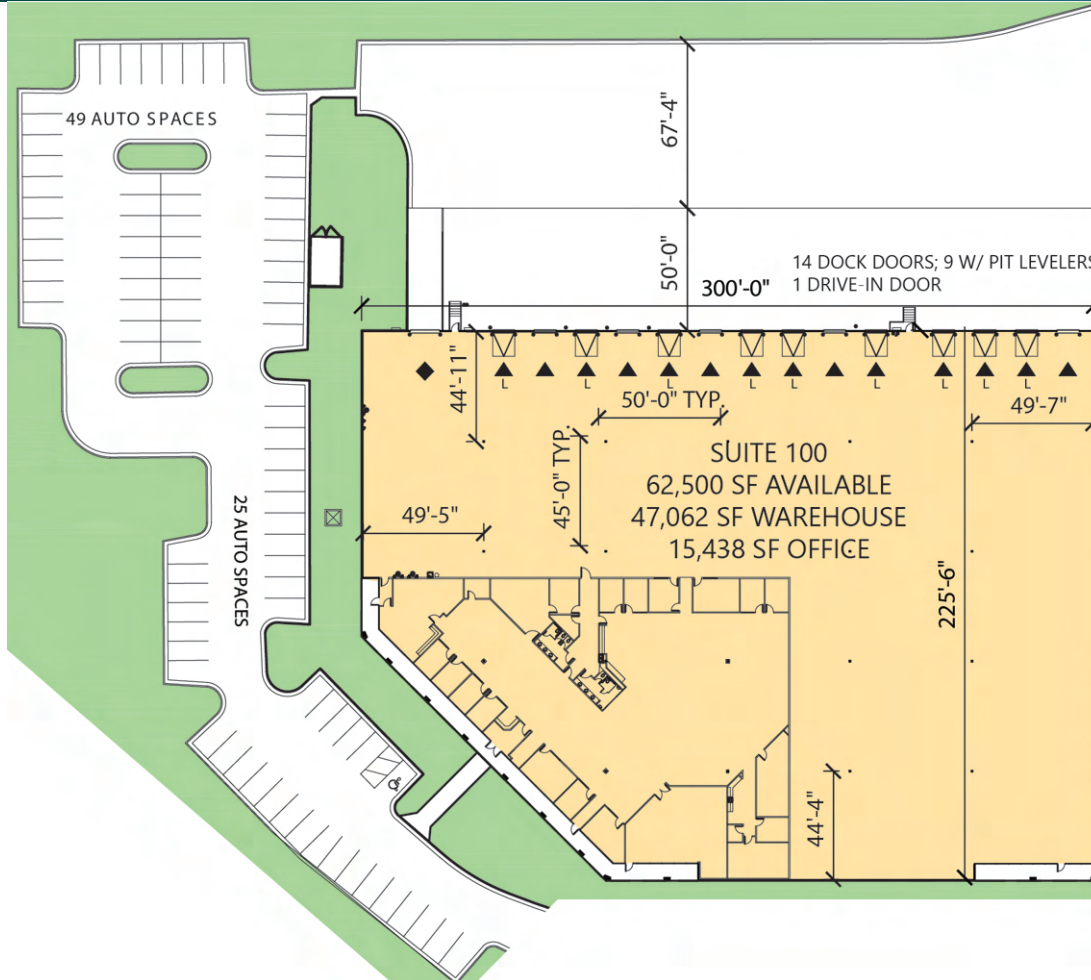 49 AUTO SPACES
67'-4"
50'-0"
14 DOCK DOORS; 9 W/ PIT LEVELERS
300'-0"
1 DRIVE-IN DOOR
L
L
L
L
L
L
L
L
L
44'-11"
50'-0" TYP.
49'-7"
45'-0" TYP.
SUITE 100
62,500 SF AVAILABLE
47,062 SF WAREHOUSE
15,438 SF OFFICE
49'-5"
25 AUTO SPACES
225'-6"
44'-4"